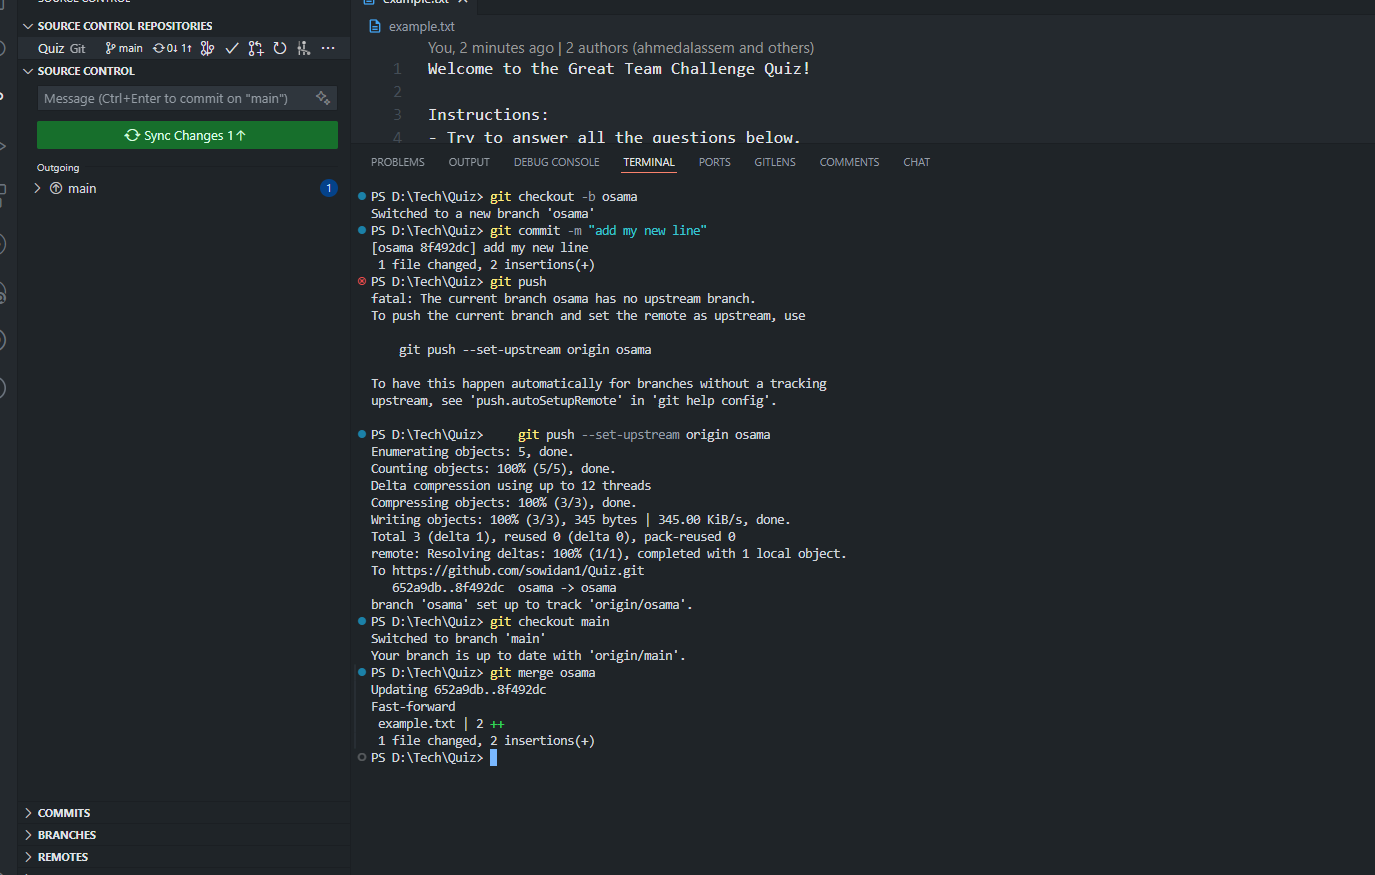 SOURCE CONTROL
SOURCE CONTROL REPOSITORIES
Quiz Git main 0↓ 1↑
SOURCE CONTROL
Message (Ctrl+Enter to commit on "main")
Sync Changes 1↑
Outgoing
main 1
COMMITS
BRANCHES
REMOTES
example.txt
example.txt
You, 2 minutes ago | 2 authors (ahmedalassem and others)
1 Welcome to the Great Team Challenge Quiz!
2
3 Instructions:
4 - Try to answer all the questions below.
PROBLEMS OUTPUT DEBUG CONSOLE TERMINAL PORTS GITLENS COMMENTS CHAT
PS D:\Tech\Quiz> git checkout -b osama
Switched to a new branch 'osama'
PS D:\Tech\Quiz> git commit -m "add my new line"
[osama 8f492dc] add my new line
 1 file changed, 2 insertions(+)
PS D:\Tech\Quiz> git push
fatal: The current branch osama has no upstream branch.
To push the current branch and set the remote as upstream, use
    git push --set-upstream origin osama
To have this happen automatically for branches without a tracking
upstream, see 'push.autoSetupRemote' in 'git help config'.
PS D:\Tech\Quiz>     git push --set-upstream origin osama
Enumerating objects: 5, done.
Counting objects: 100% (5/5), done.
Delta compression using up to 12 threads
Compressing objects: 100% (3/3), done.
Writing objects: 100% (3/3), 345 bytes | 345.00 KiB/s, done.
Total 3 (delta 1), reused 0 (delta 0), pack-reused 0
remote: Resolving deltas: 100% (1/1), completed with 1 local object.
To https://github.com/sowidan1/Quiz.git
   652a9db..8f492dc  osama -> osama
branch 'osama' set up to track 'origin/osama'.
PS D:\Tech\Quiz> git checkout main
Switched to branch 'main'
Your branch is up to date with 'origin/main'.
PS D:\Tech\Quiz> git merge osama
Updating 652a9db..8f492dc
Fast-forward
 example.txt | 2 ++
 1 file changed, 2 insertions(+)
PS D:\Tech\Quiz>